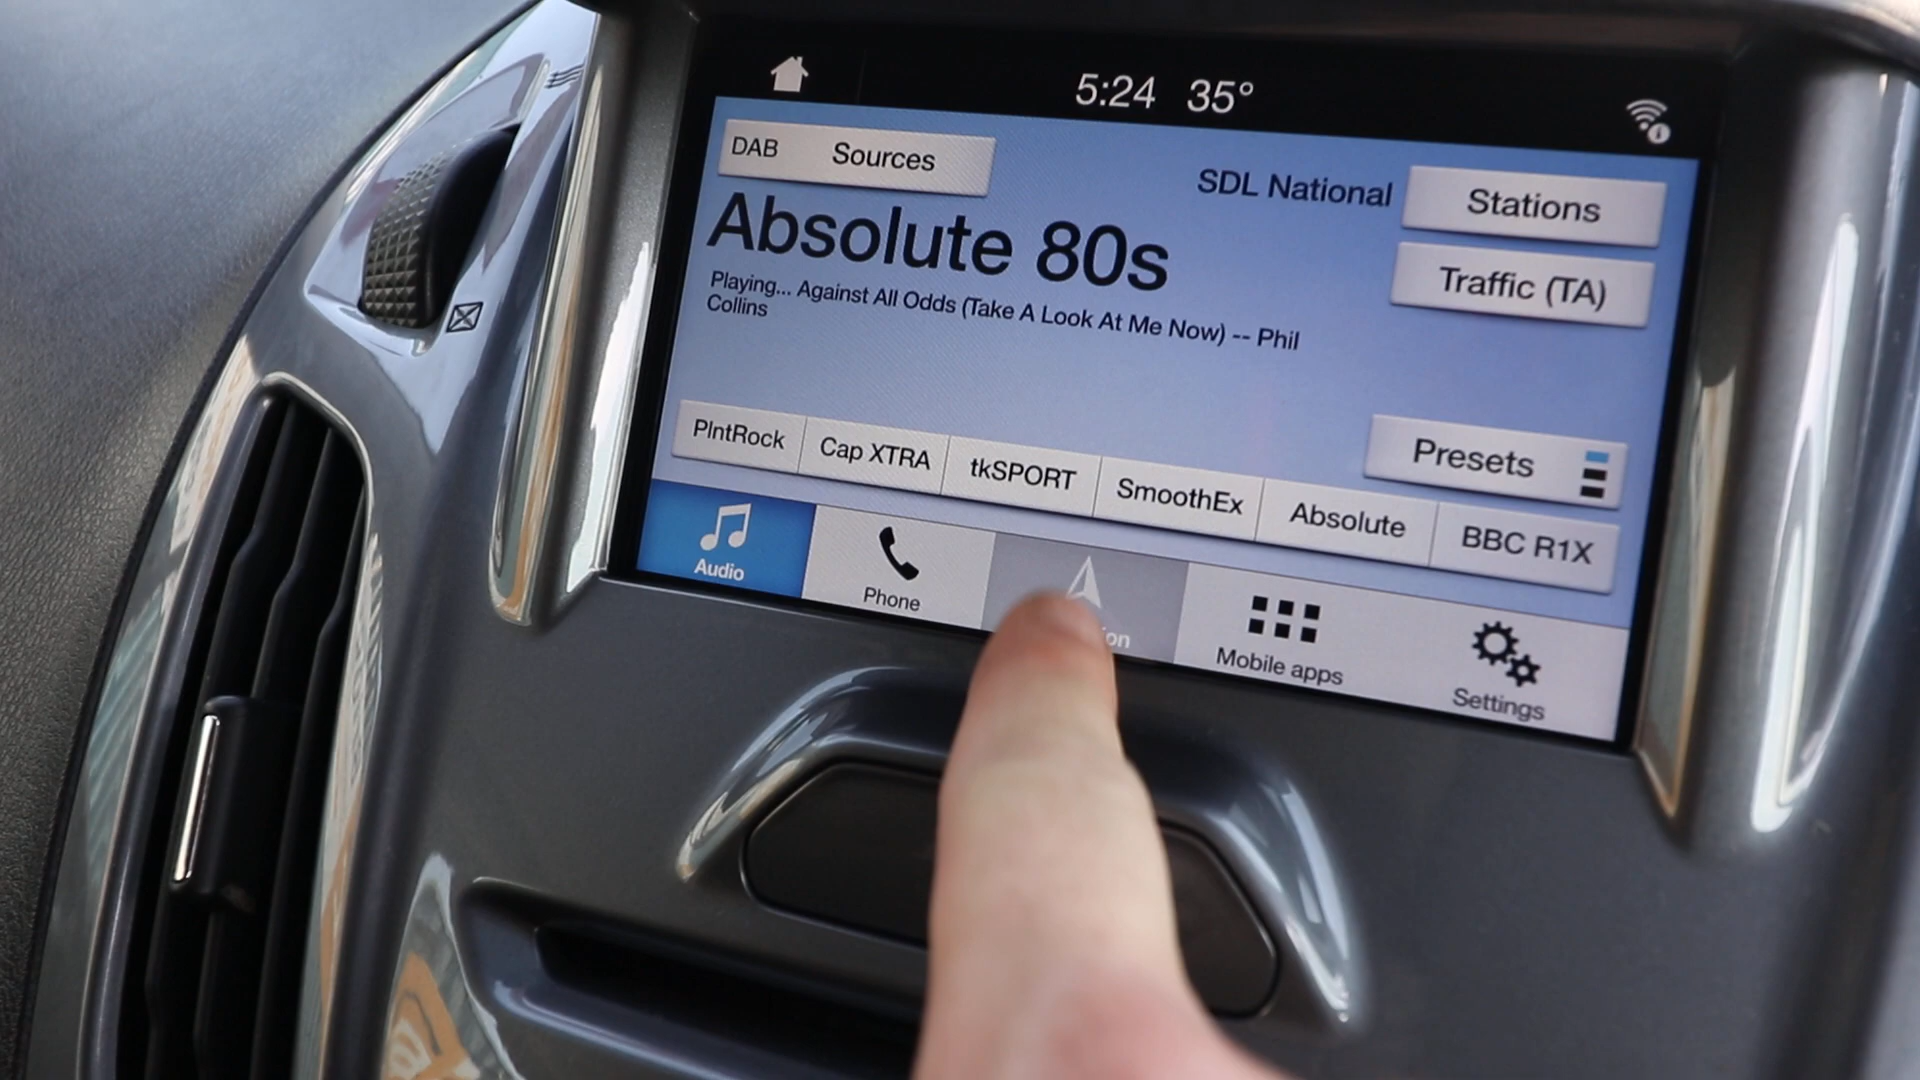 5:24 35°
DAB Sources
SDL National
Stations
Absolute 80s
Traffic (TA)
Playing... Against All Odds (Take A Look At Me Now) -- Phil
Collins
Presets
PlntRock Cap XTRA tkSPORT SmoothEx Absolute BBC R1X
Audio
Phone
Mobile apps
Settings